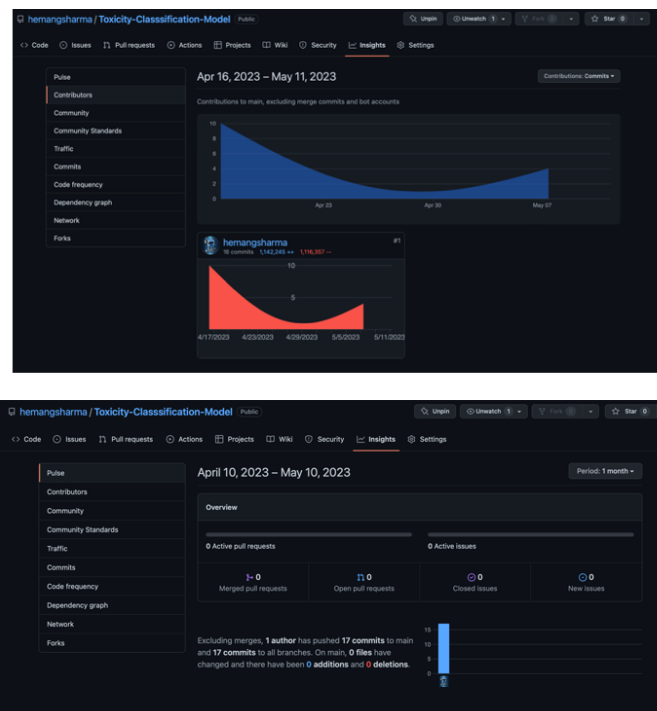 hemangsharma / Toxicity-Classsification-Model Public
Unpin Unwatch 1 Fork 0 Star 0
Code Issues Pull requests Actions Projects Wiki Security Insights Settings
Pulse
Contributors
Community
Community Standards
Traffic
Commits
Code frequency
Dependency graph
Network
Forks
Apr 16, 2023 – May 11, 2023
Contributions: Commits
Contributions to main, excluding merge commits and bot accounts
10
8
6
4
2
0
Apr 23 Apr 30 May 07
hemangsharma #1
16 commits 1,142,245 ++ 1,116,357 --
10
5
4/17/2023 4/23/2023 4/29/2023 5/5/2023 5/11/2023
hemangsharma / Toxicity-Classsification-Model Public
Unpin Unwatch 1 Fork 0 Star 0
Code Issues Pull requests Actions Projects Wiki Security Insights Settings
Pulse
Contributors
Community
Community Standards
Traffic
Commits
Code frequency
Dependency graph
Network
Forks
April 10, 2023 – May 10, 2023
Period: 1 month
Overview
0 Active pull requests
0 Active issues
0
Merged pull requests
0
Open pull requests
0
Closed issues
0
New issues
Excluding merges, 1 author has pushed 17 commits to main
and 17 commits to all branches. On main, 0 files have
changed and there have been 0 additions and 0 deletions.
15
10
5
0